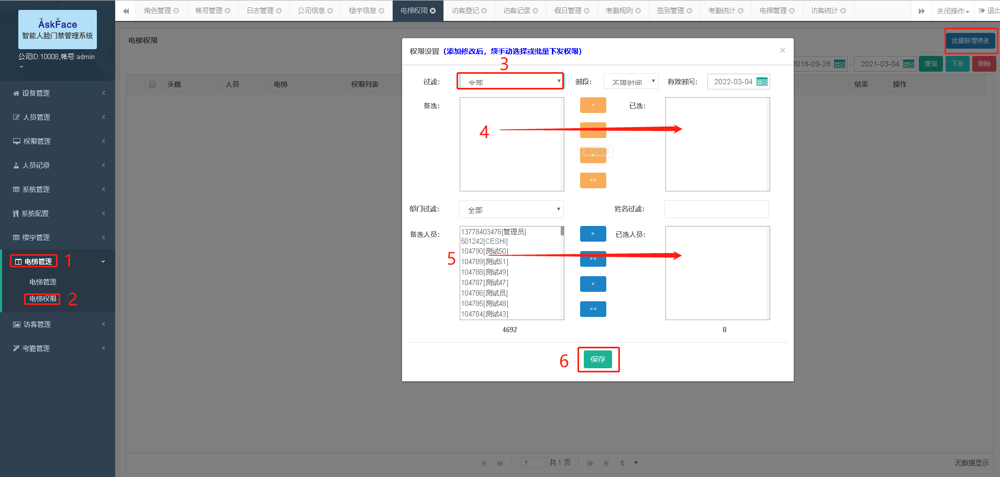 AskFace
智能人脸门禁管理系统
公司ID:10008,帐号:admin
设备管理
人员管理
权限管理
人员记录
系统管理
系统配置
楼宇管理
电梯管理 1
电梯管理
电梯权限 2
访客管理
考勤管理
角色管理 帐号管理 日志管理 公司信息 楼宇信息 电梯权限 访客登记 访客记录 假日管理 考勤规则 签到管理 考勤统计 电梯管理 访客统计 关闭操作 退出
电梯权限
批量新增修改
2018-09-28 - 2021-03-04 查询 下发 删除
头像 人员 电梯 权限列表 结果 操作
权限设置 (添加修改后，须手动选择或批量下发权限)
×
3
过滤: 全部 时段: 不限时间 有效时间: 2022-03-04
备选: > 已选:
4
添加全部
<
<<
部门过滤: 全部 姓名过滤:
备选人员: > 已选人员:
13778403476[管理员]
501242[CESHI]
104790[测试50]
5 >>
104789[测试51]
104788[测试49]
104787[测试47]
<
104786[测试员]
104785[测试48]
<<
104784[测试43]
4692 0
6 保存
1 共 1 页 5 无数据显示